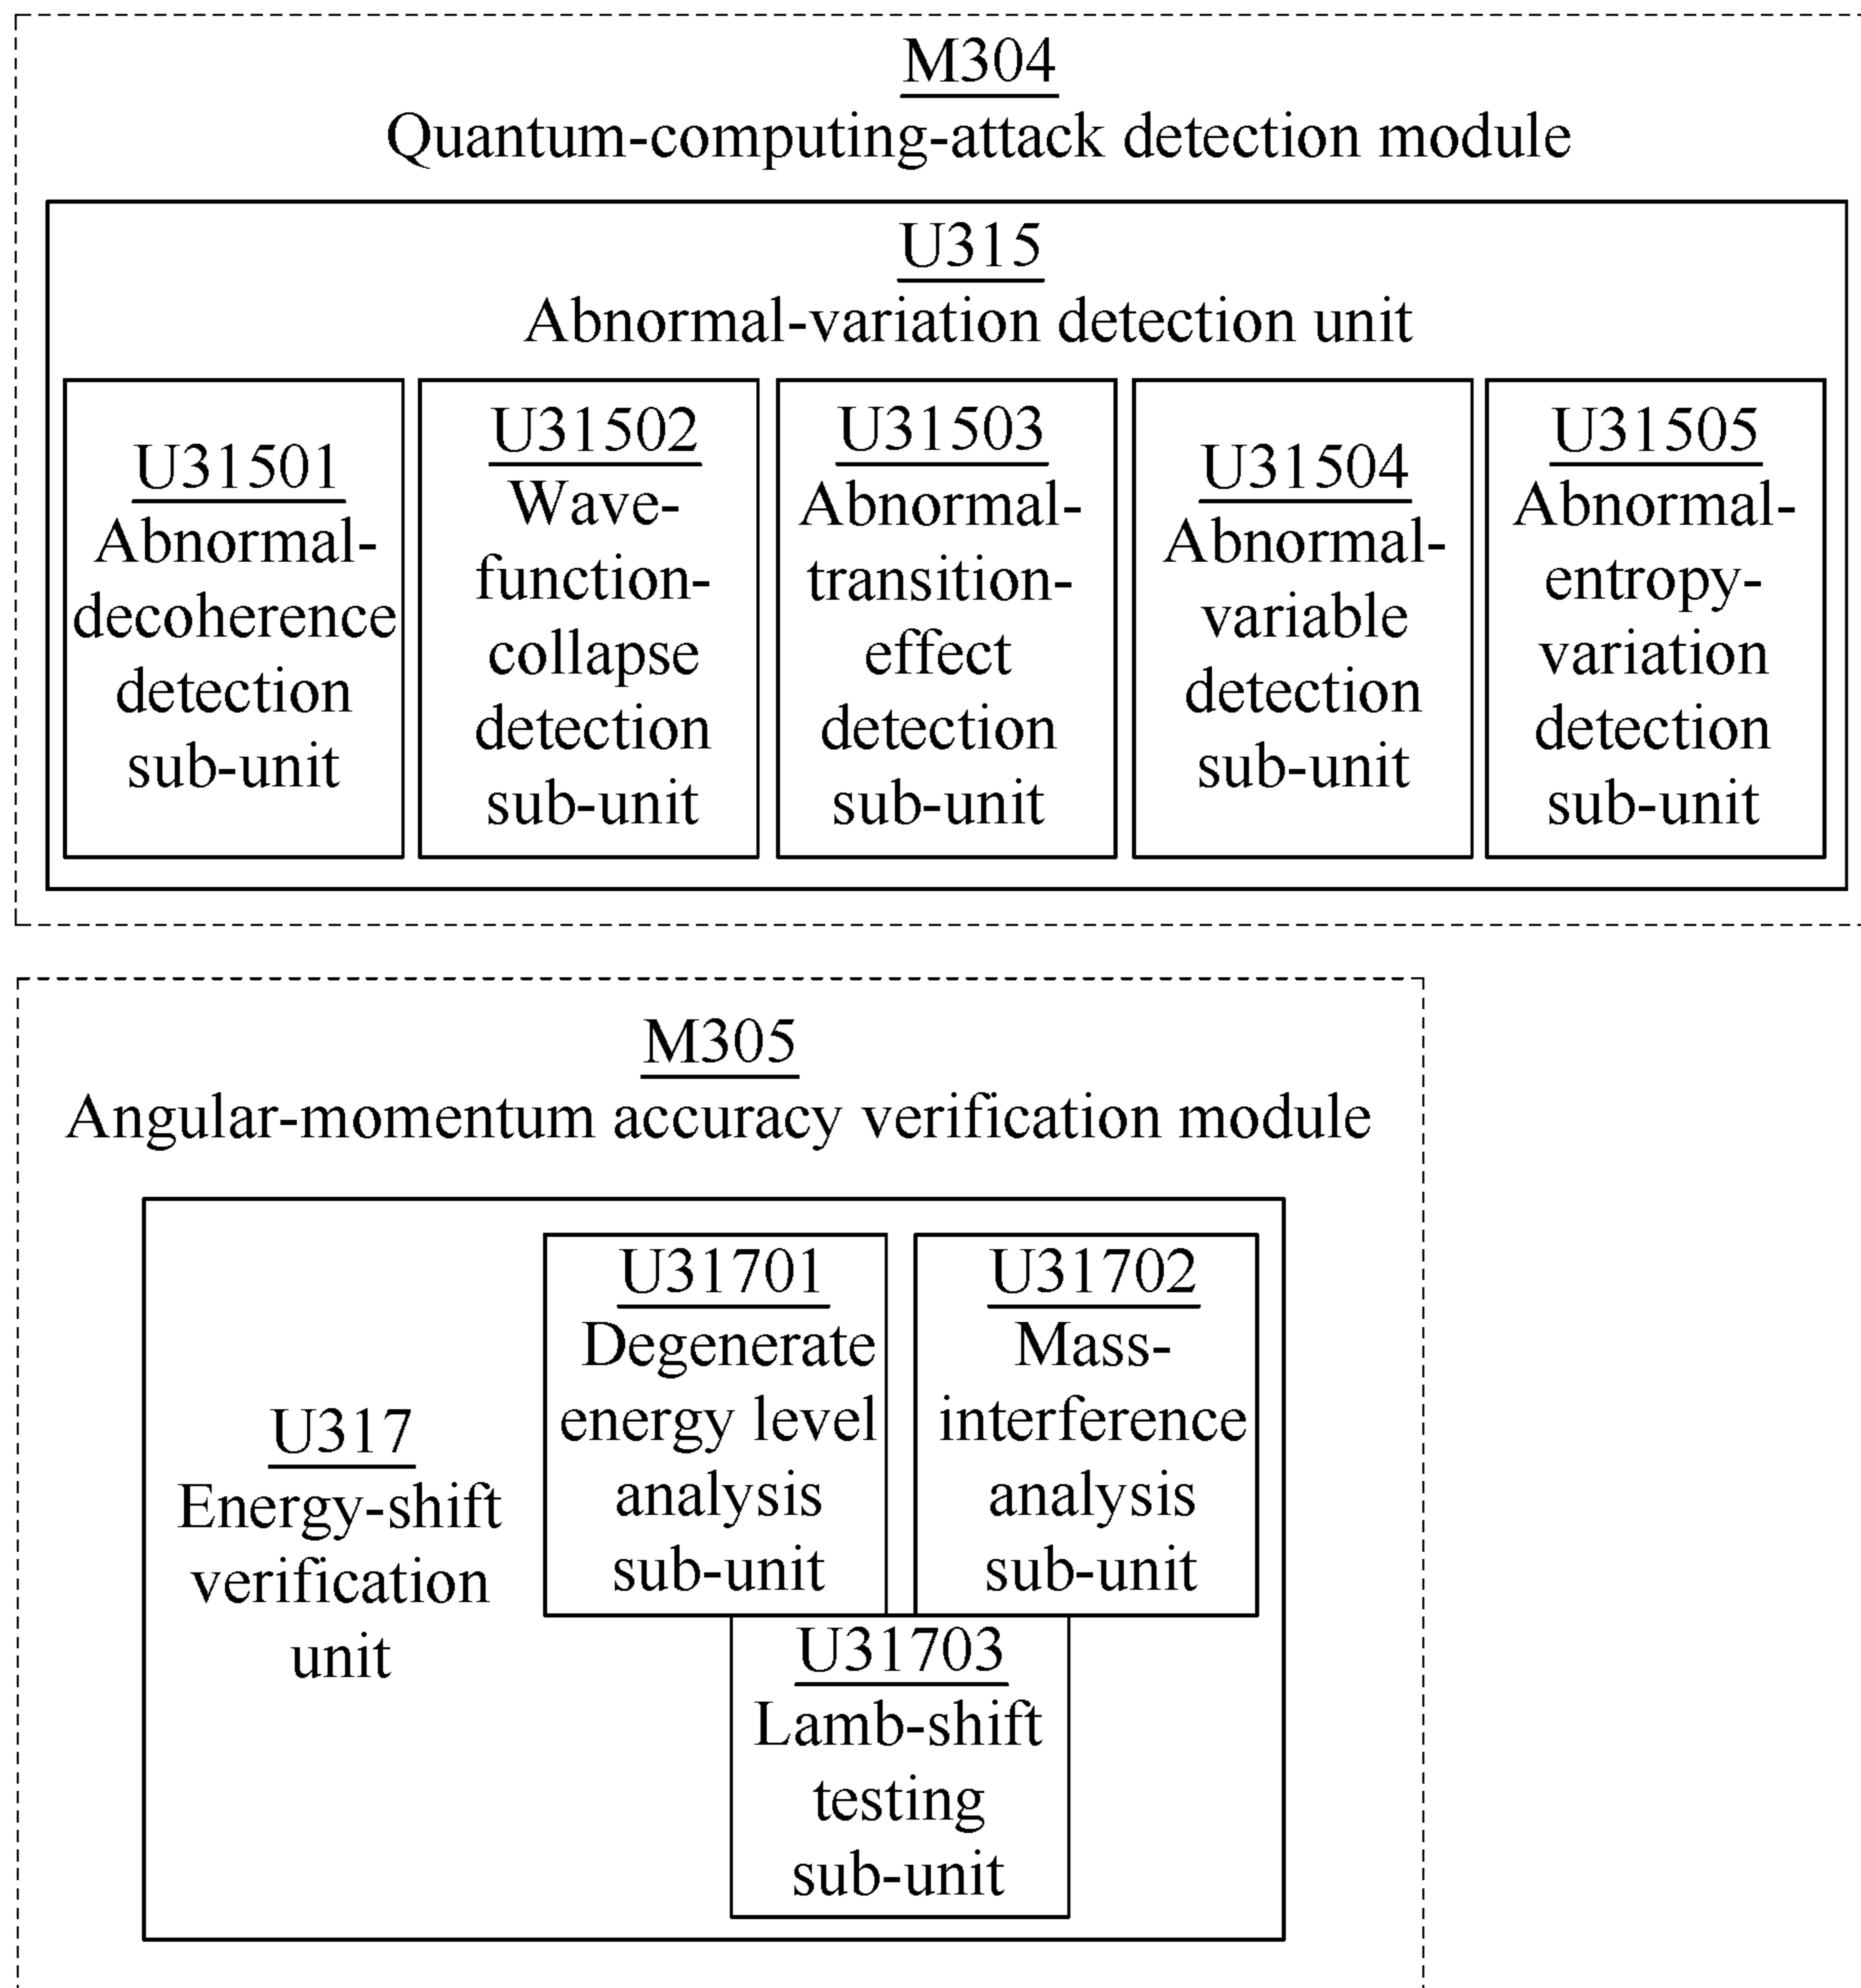 M304
Quantum-computing-attack detection module
U315
Abnormal-variation detection unit
U31501
Abnormal-
decoherence
detection
sub-unit
U31502
Wave-
function-
collapse
detection
sub-unit
U31503
Abnormal-
transition-
effect
detection
sub-unit
U31504
Abnormal-
variable
detection
sub-unit
U31505
Abnormal-
entropy-
variation
detection
sub-unit
M305
Angular-momentum accuracy verification module
U317
Energy-shift
verification
unit
U31701
Degenerate
energy level
analysis
sub-unit
U31702
Mass-
interference
analysis
sub-unit
U31703
Lamb-shift
testing
sub-unit